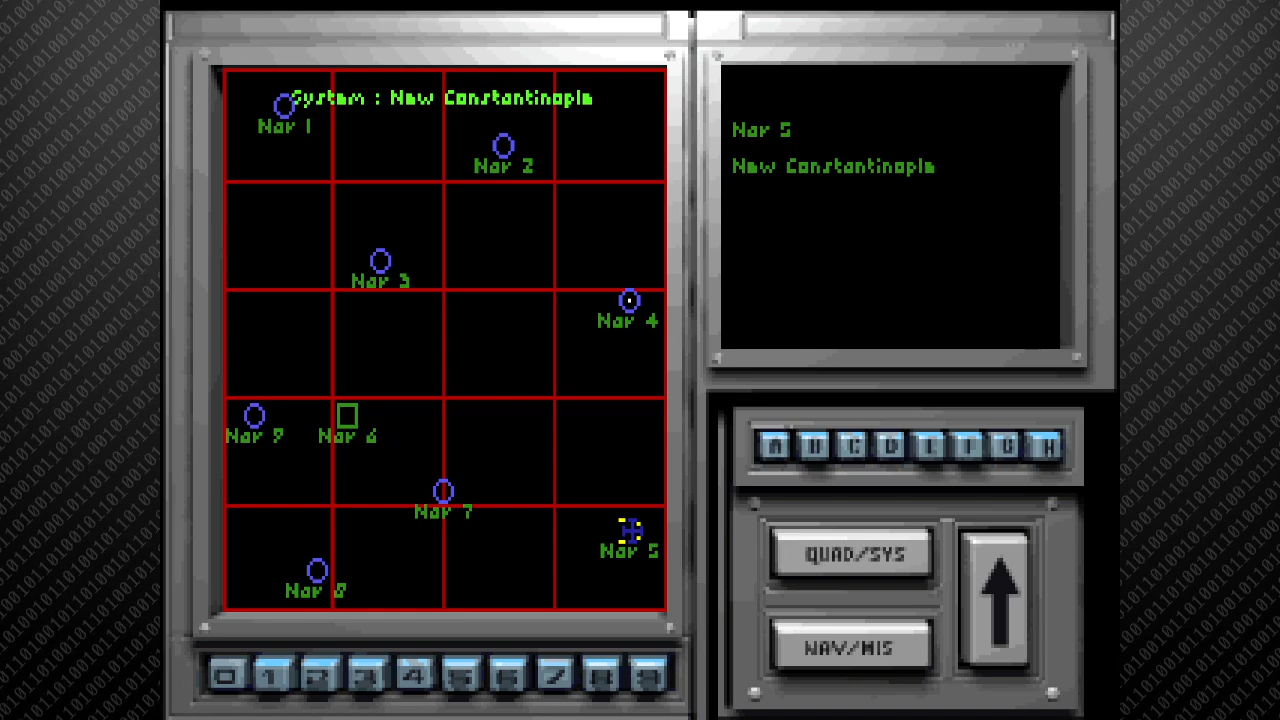 System : New Constantinople
Nav 1
Nav 2
Nav 3
Nav 4
Nav 9
Nav 6
Nav 7
Nav 5
Nav 8
Nav 5
New Constantinople
A B C D E F G H
QUAD/SYS
NAV/MIS
0 1 2 3 4 5 6 7 8 9